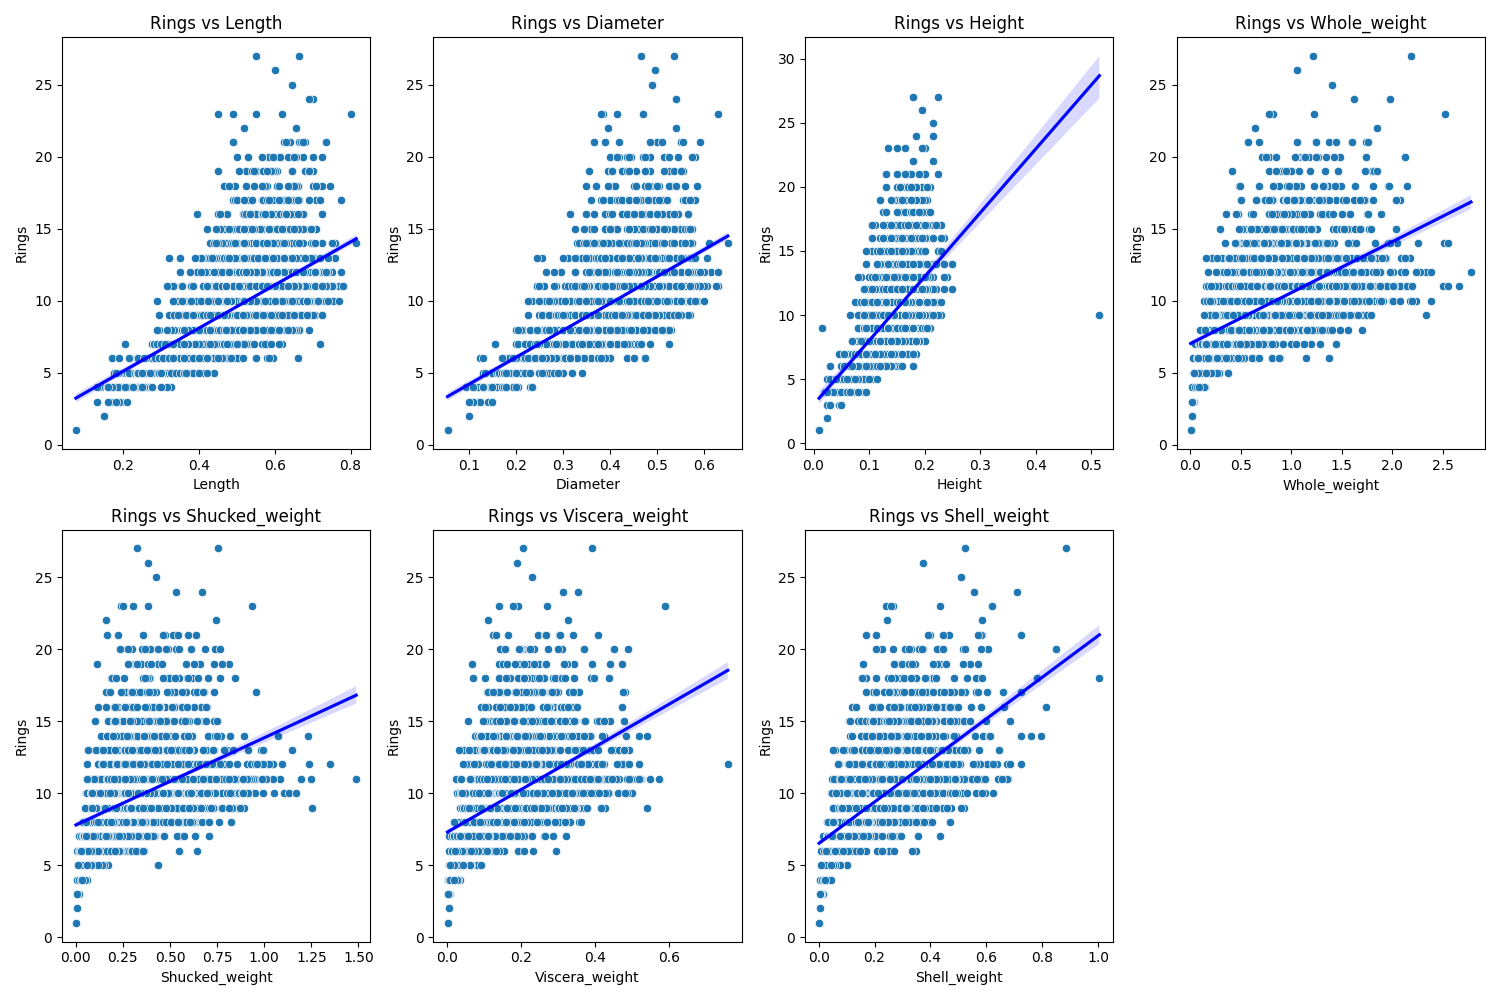 Rings vs Length
Rings
25
20
15
10
5
0
0.2 0.4 0.6 0.8
Length
Rings vs Diameter
Rings
25
20
15
10
5
0
0.1 0.2 0.3 0.4 0.5 0.6
Diameter
Rings vs Height
Rings
30
25
20
15
10
5
0
0.0 0.1 0.2 0.3 0.4 0.5
Height
Rings vs Whole_weight
Rings
25
20
15
10
5
0
0.0 0.5 1.0 1.5 2.0 2.5
Whole_weight
Rings vs Shucked_weight
Rings
25
20
15
10
5
0
0.00 0.25 0.50 0.75 1.00 1.25 1.50
Shucked_weight
Rings vs Viscera_weight
Rings
25
20
15
10
5
0
0.0 0.2 0.4 0.6
Viscera_weight
Rings vs Shell_weight
Rings
25
20
15
10
5
0
0.0 0.2 0.4 0.6 0.8 1.0
Shell_weight